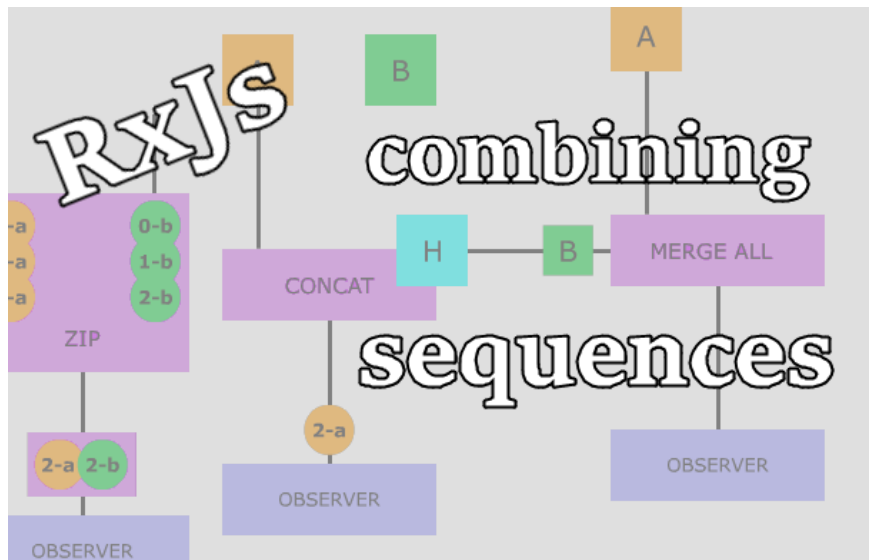 RxJs
combining
sequences
A
B
A
-a
-a
-a
0-b
1-b
2-b
ZIP
2-a 2-b
OBSERVER
CONCAT
2-a
OBSERVER
H
B
MERGE ALL
OBSERVER